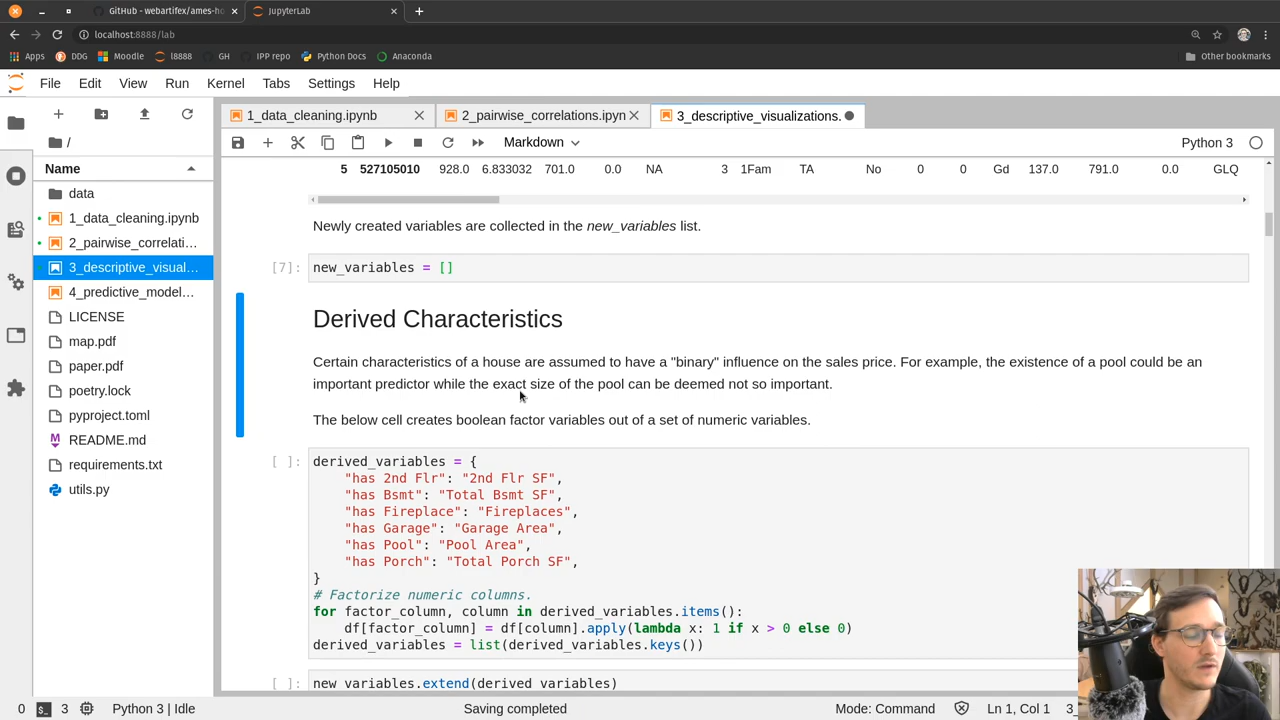 GitHub - webartifex/ames-ho
JupyterLab
localhost:8888/lab
Apps DDG Moodle l8888 GH IPP repo Python Docs Anaconda Other bookmarks
File Edit View Run Kernel Tabs Settings Help
1_data_cleaning.ipynb 2_pairwise_correlations.ipyn 3_descriptive_visualizations.
/
Markdown Python 3
Name
data
1_data_cleaning.ipynb
2_pairwise_correlati…
3_descriptive_visual…
4_predictive_model…
LICENSE
map.pdf
paper.pdf
poetry.lock
pyproject.toml
README.md
requirements.txt
utils.py
5 527105010 928.0 6.833032 701.0 0.0 NA 3 1Fam TA No 0 0 Gd 137.0 791.0 0.0 GLQ
Newly created variables are collected in the new_variables list.
[7]: new_variables = []
Derived Characteristics
Certain characteristics of a house are assumed to have a "binary" influence on the sales price. For example, the existence of a pool could be an
important predictor while the exact size of the pool can be deemed not so important.
The below cell creates boolean factor variables out of a set of numeric variables.
[ ]: derived_variables = {
"has 2nd Flr": "2nd Flr SF",
"has Bsmt": "Total Bsmt SF",
"has Fireplace": "Fireplaces",
"has Garage": "Garage Area",
"has Pool": "Pool Area",
"has Porch": "Total Porch SF",
}
# Factorize numeric columns.
for factor_column, column in derived_variables.items():
df[factor_column] = df[column].apply(lambda x: 1 if x > 0 else 0)
derived_variables = list(derived_variables.keys())
[ ]: new_variables.extend(derived_variables)
0 3 Python 3 | Idle Saving completed Mode: Command Ln 1, Col 1 3_